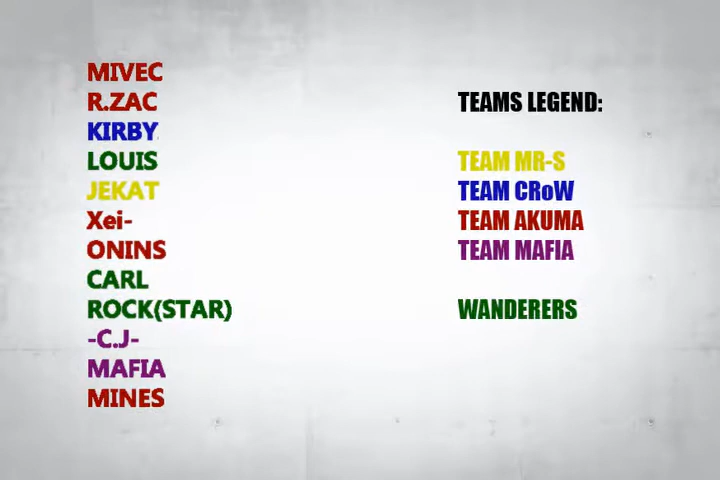 MIVEC
R.ZAC
KIRBY
LOUIS
JEKAT
Xei-
ONINS
CARL
ROCK(STAR)
-C.J-
MAFIA
MINES
TEAMS LEGEND:
TEAM MR-S
TEAM CRoW
TEAM AKUMA
TEAM MAFIA
WANDERERS